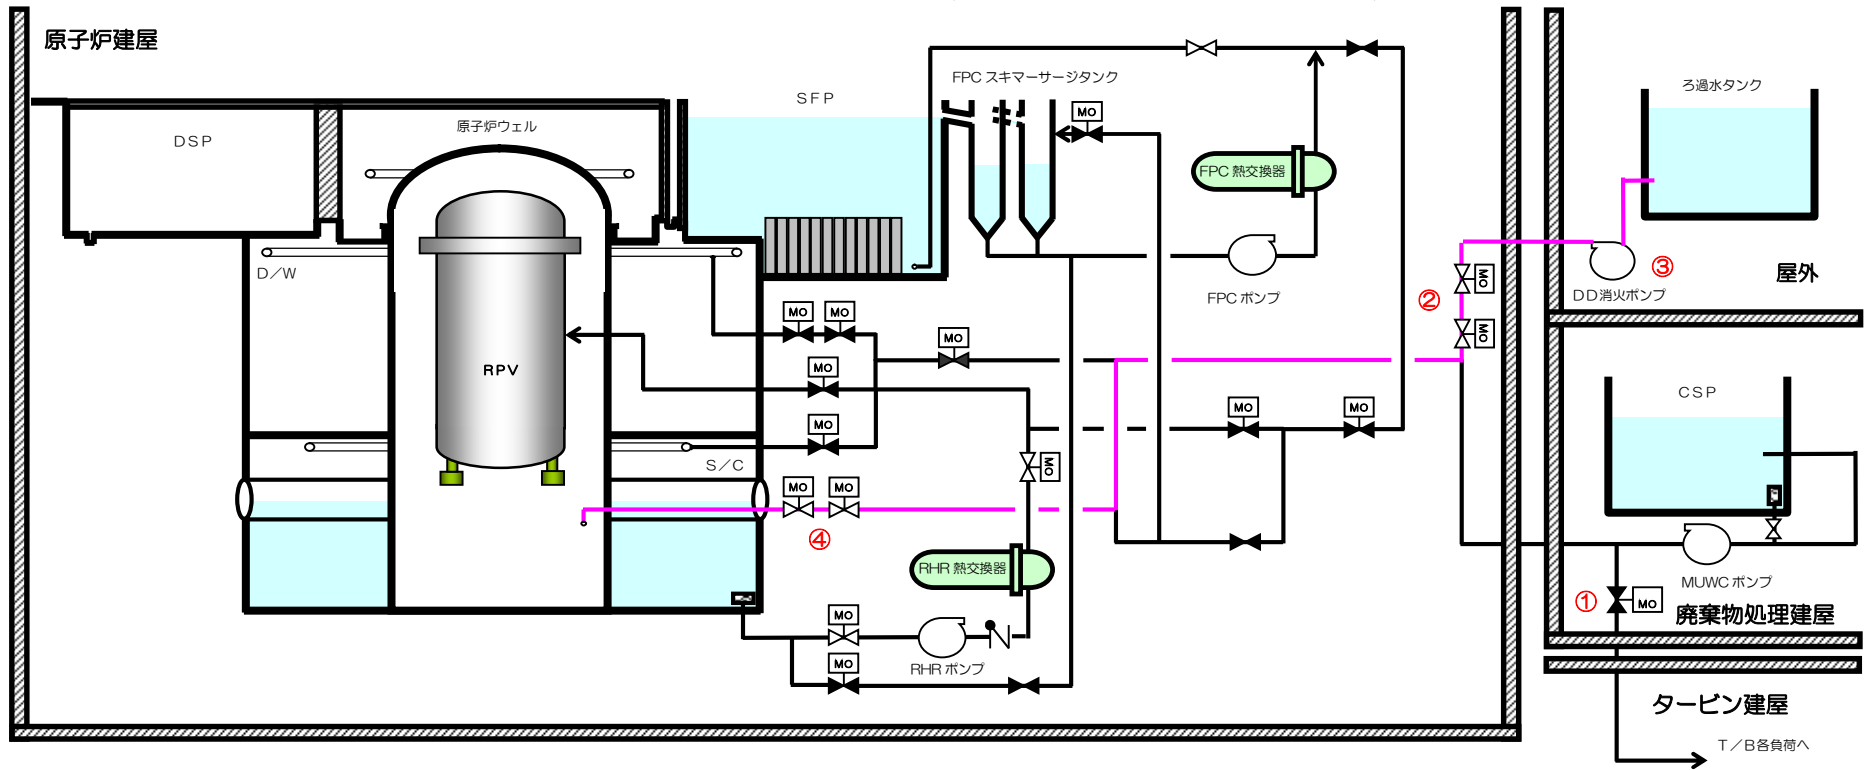 原子炉建屋
FPC スキマーサージタンク
SFP
ろ過水タンク
MO
原子炉ウェル
DSP
FPC 熱交換器
D/W
③
屋外
MO
②
FPC ポンプ
DD消火ポンプ
MO
MO
MO
MO
RPV
MO
CSP
MO
MO
MO
S/C
MO
MO
MO
④
RHR 熱交換器
MUWC ポンプ
①
MO
MO
廃棄物処理建屋
RHR ポンプ
MO
タービン建屋
T/B各負荷へ